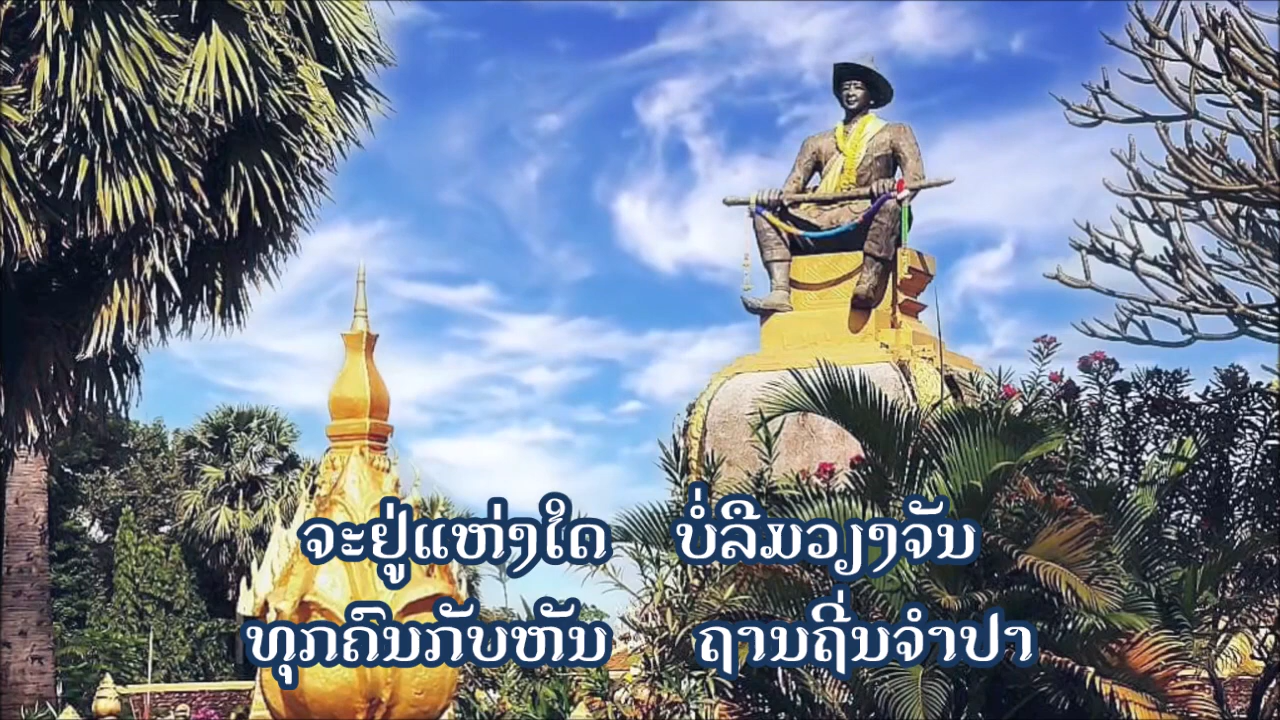 ຈະຢູ່ແຫ່ງໃດ ບໍ່ລືມວຽງຈັນ
ທຸກຄົນກັບຫັນ ຖານຖິ່ນຈຳປາ